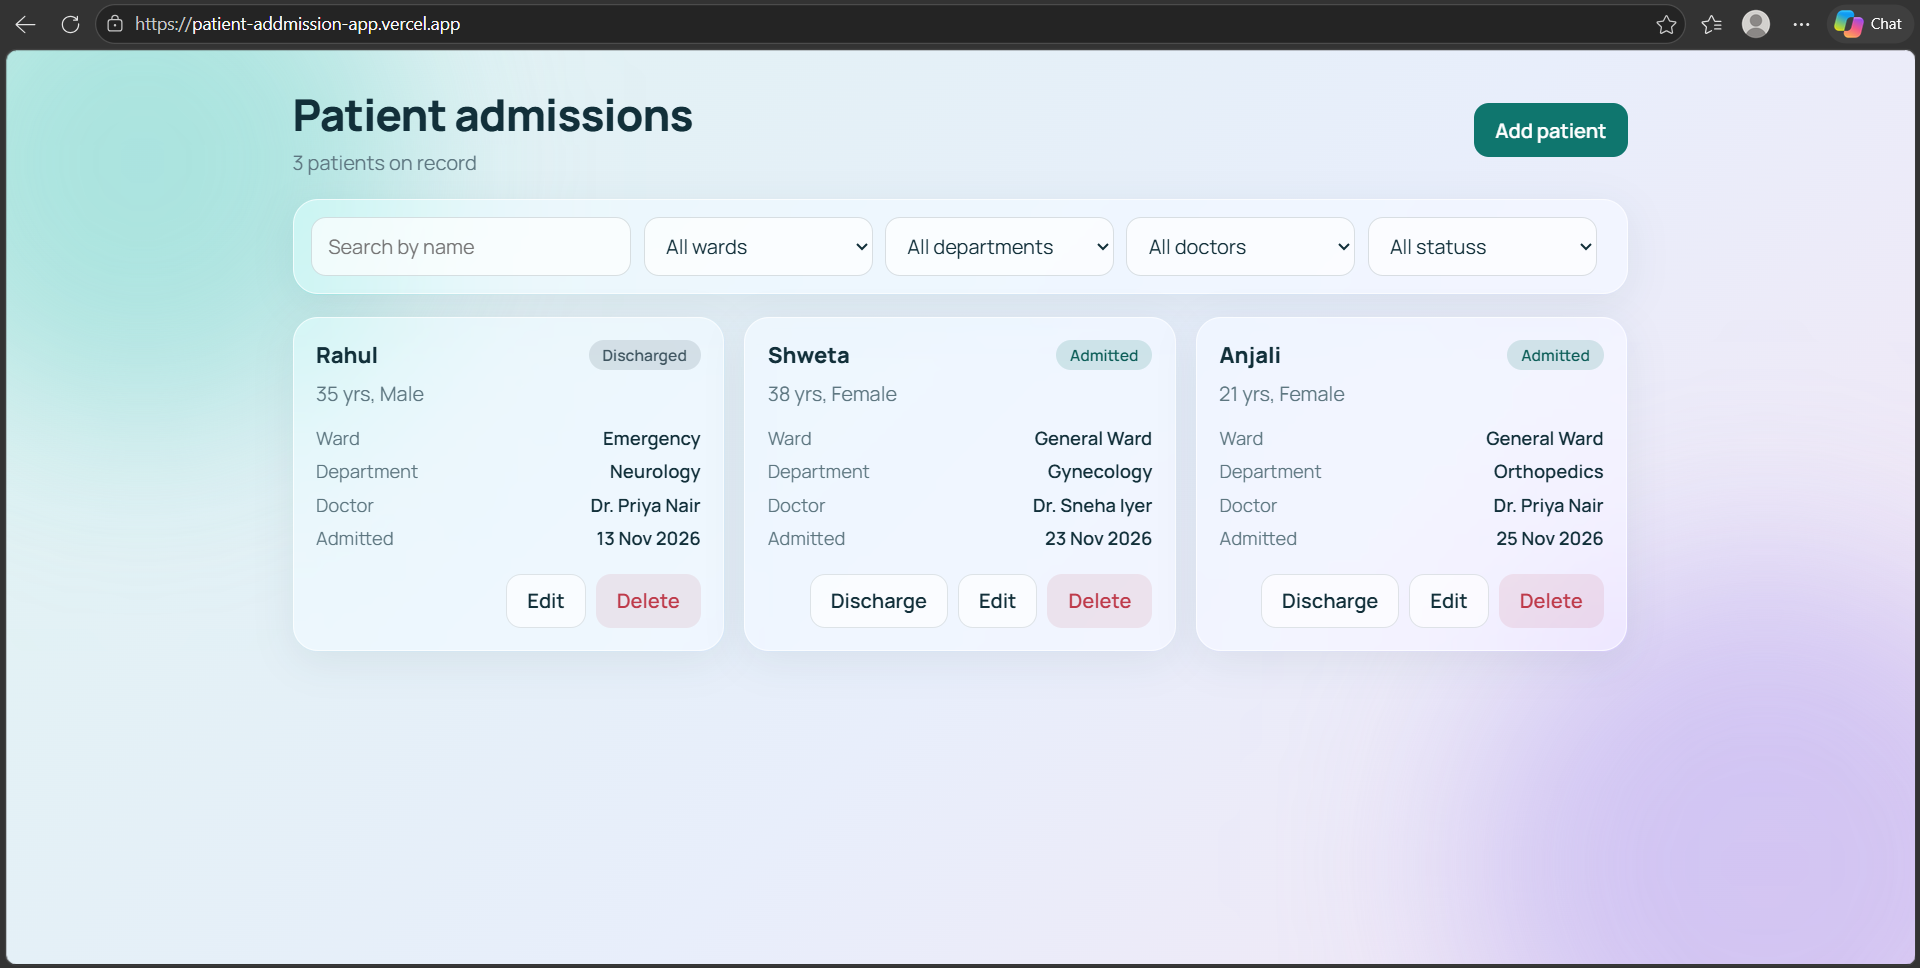 https://patient-addmission-app.vercel.app
Chat
Patient admissions
3 patients on record
Add patient
Search by name
All wards
All departments
All doctors
All statuss
Rahul
Discharged
35 yrs, Male
Ward Emergency
Department Neurology
Doctor Dr. Priya Nair
Admitted 13 Nov 2026
Edit Delete
Shweta
Admitted
38 yrs, Female
Ward General Ward
Department Gynecology
Doctor Dr. Sneha Iyer
Admitted 23 Nov 2026
Discharge Edit Delete
Anjali
Admitted
21 yrs, Female
Ward General Ward
Department Orthopedics
Doctor Dr. Priya Nair
Admitted 25 Nov 2026
Discharge Edit Delete